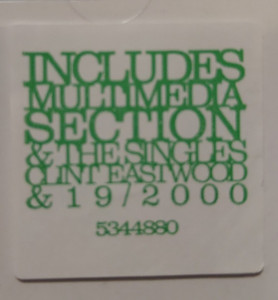 INCLUDES
MULTIMEDIA
SECTION
& THE SINGLES
CLINT EASTWOOD
& 19/2000
5344880